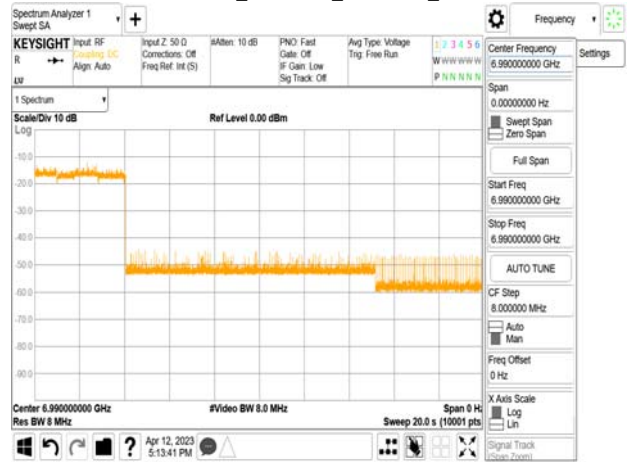 Spectrum Analyzer 1
Swept SA
Frequency
KEYSIGHT
R
Input: RF
Coupling: DC
Align: Auto
Input Z: 50 Ω
Corrections: Off
Freq Ref: Int (S)
#Atten: 10 dB
PNO: Fast
Gate: Off
IF Gain: Low
Sig Track: Off
Avg Type: Voltage
Trig: Free Run
1 2 3 4 5 6
W W W W W W
P N N N N N
Center Frequency
6.990000000 GHz
Settings
Span
0.00000000 Hz
Swept Span
Zero Span
Full Span
Start Freq
6.990000000 GHz
Stop Freq
6.990000000 GHz
AUTO TUNE
CF Step
8.000000 MHz
Auto
Man
Freq Offset
0 Hz
X Axis Scale
Log
Lin
Signal Track
(Span Zoom)
1 Spectrum
Scale/Div 10 dB
Ref Level 0.00 dBm
Log
-10.0
-20.0
-30.0
-40.0
-50.0
-60.0
-70.0
-80.0
-90.0
Center 6.990000000 GHz
#Video BW 8.0 MHz
Span 0 Hz
Res BW 8 MHz
Sweep 20.0 s (10001 pts
?
Apr 12, 2023
5:13:41 PM